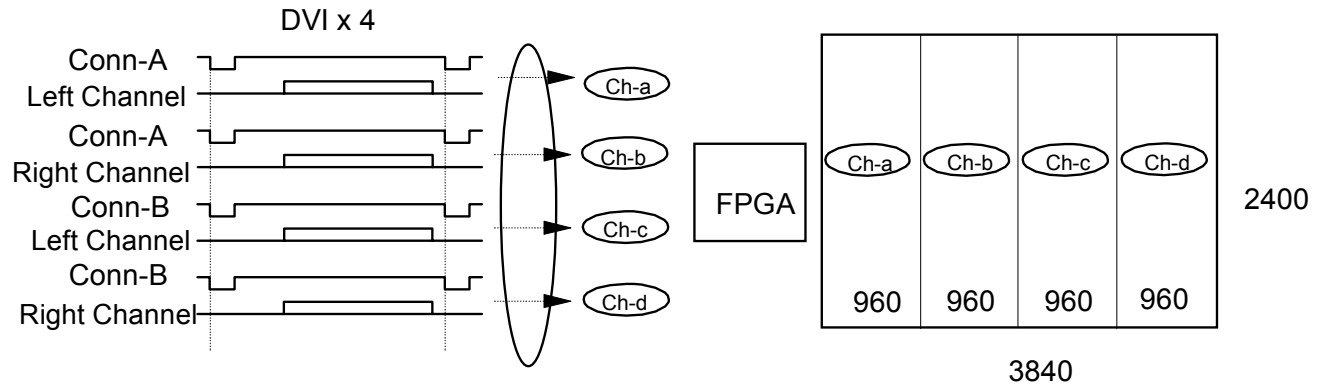 DVI x 4
Conn-A
Left Channel
Conn-A
Right Channel
Conn-B
Left Channel
Conn-B
Right Channel
Ch-a
Ch-b
Ch-c
Ch-d
FPGA
Ch-a Ch-b Ch-c Ch-d
960 960 960 960
2400
3840